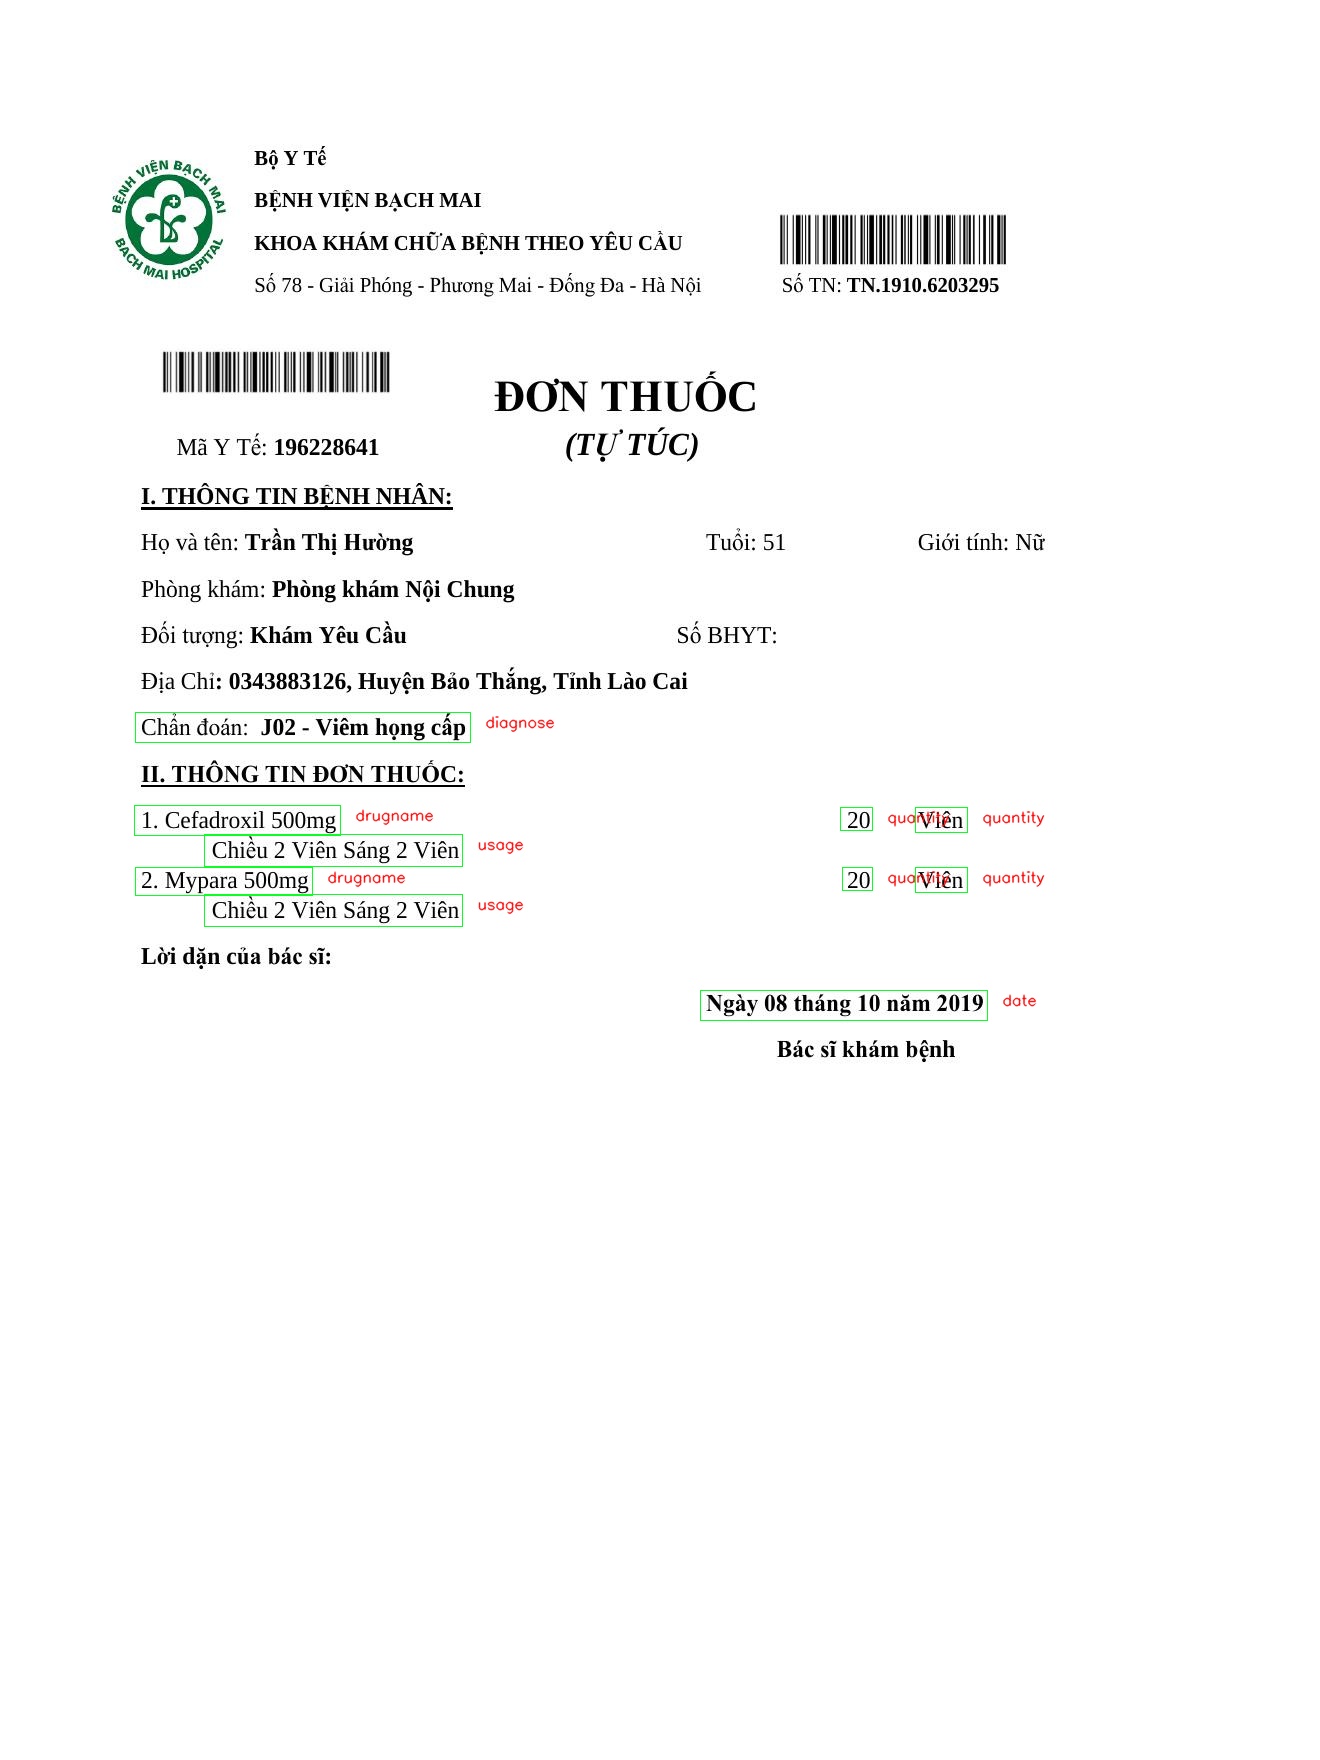 BỆNH VIỆN BẠCH MAI
BACH MAI HOSPITAL
Bộ Y Tế
BỆNH VIỆN BẠCH MAI
KHOA KHÁM CHỮA BỆNH THEO YÊU CẦU
Số 78 - Giải Phóng - Phương Mai - Đống Đa - Hà Nội
Số TN: TN.1910.6203295
ĐƠN THUỐC
(TỰ TÚC)
Mã Y Tế: 196228641
I. THÔNG TIN BỆNH NHÂN:
Họ và tên: Trần Thị Hường Tuổi: 51 Giới tính: Nữ
Phòng khám: Phòng khám Nội Chung
Đối tượng: Khám Yêu Cầu Số BHYT:
Địa Chỉ: 0343883126, Huyện Bảo Thắng, Tỉnh Lào Cai
Chẩn đoán: J02 - Viêm họng cấp diagnose
II. THÔNG TIN ĐƠN THUỐC:
1. Cefadroxil 500mg drugname 20 quantity Viên quantity
Chiều 2 Viên Sáng 2 Viên usage
2. Mypara 500mg drugname 20 quantity Viên quantity
Chiều 2 Viên Sáng 2 Viên usage
Lời dặn của bác sĩ:
Ngày 08 tháng 10 năm 2019 date
Bác sĩ khám bệnh